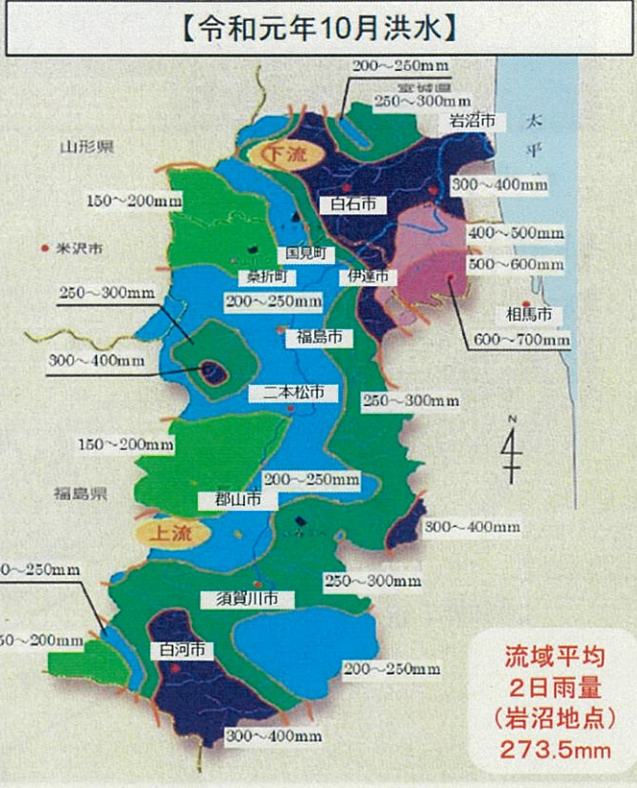 【令和元年10月洪水】
200～250mm
宮城県
250～300mm
岩沼市
太平
山形県
下流
300～400mm
150～200mm
白石市
400～500mm
米沢市
国見町
500～600mm
桑折町
伊達市
250～300mm
200～250mm
相馬市
福島市
600～700mm
300～400mm
二本松市
250～300mm
N
150～200mm
200～250mm
福島県
郡山市
上流
300～400mm
0～250mm
250～300mm
須賀川市
50～200mm
白河市
200～250mm
300～400mm
流域平均
2日雨量
（岩沼地点）
273.5mm